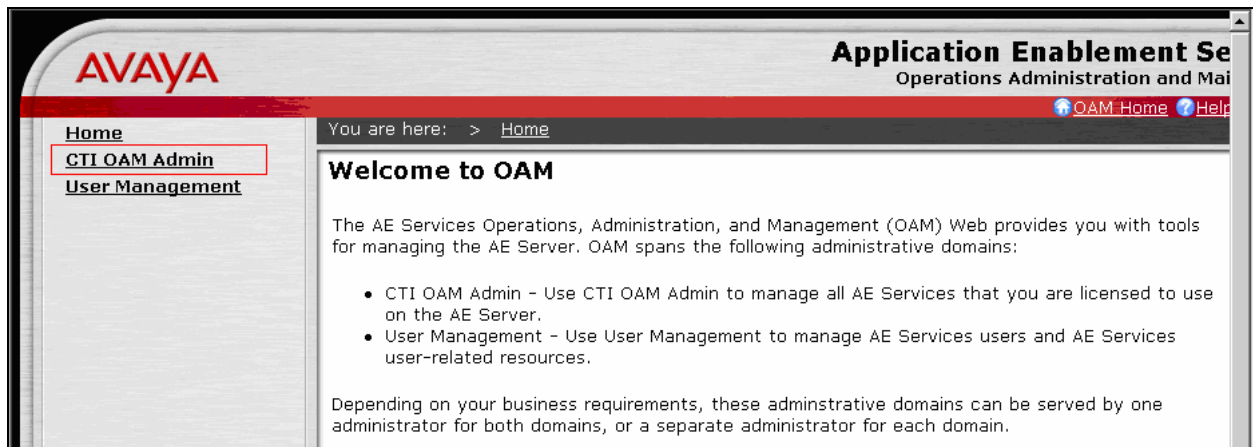 AVAYA
Application Enablement Se
Operations Administration and Mai
OAM Home Help
Home
CTI OAM Admin
User Management
You are here: > Home
Welcome to OAM
The AE Services Operations, Administration, and Management (OAM) Web provides you with tools
for managing the AE Server. OAM spans the following administrative domains:
• CTI OAM Admin - Use CTI OAM Admin to manage all AE Services that you are licensed to use
on the AE Server.
• User Management - Use User Management to manage AE Services users and AE Services
user-related resources.
Depending on your business requirements, these adminstrative domains can be served by one
administrator for both domains, or a separate administrator for each domain.